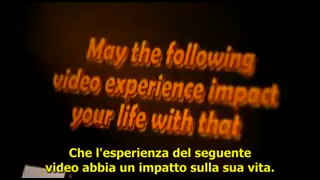 May the following
video experience impact
your life with that
Che l'esperienza del seguente
video abbia un impatto sulla sua vita.